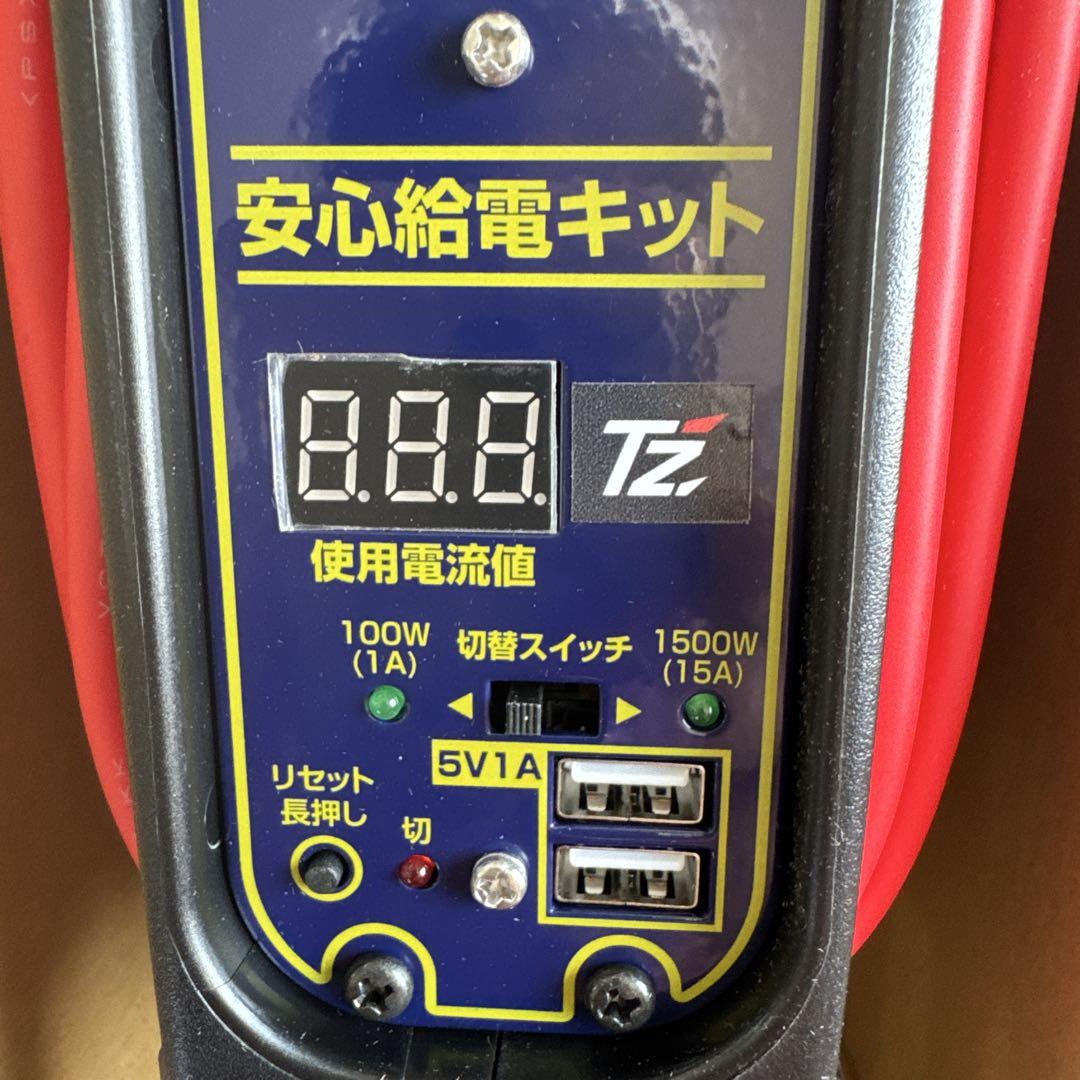 安心給電キット
TZ
使用電流値
100W
(1A)
切替スイッチ
1500W
(15A)
5V1A
リセット
長押し
切